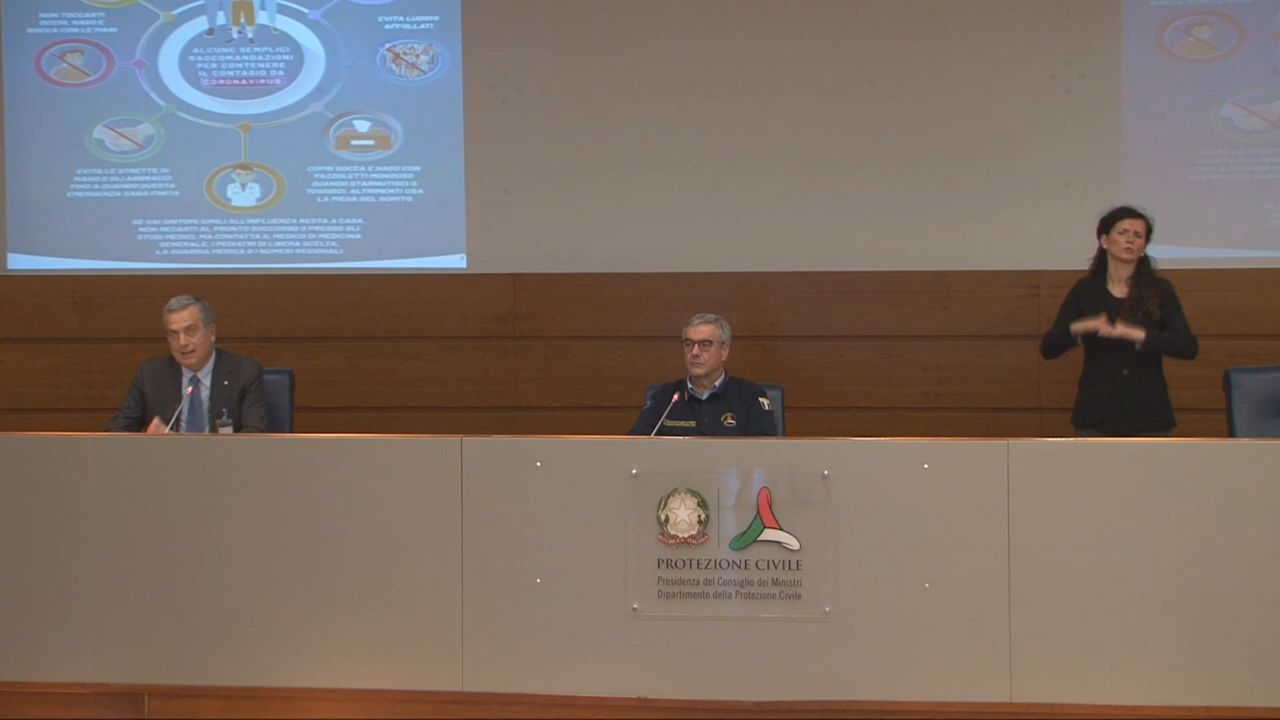 NON TOCCARTI
OCCHI, NASO E
BOCCA CON LE MANI
EVITA LUOGHI
AFFOLLATI
ALCUNE SEMPLICI
RACCOMANDAZIONI
PER CONTENERE
IL CONTAGIO DA
CORONAVIRUS
EVITA LE STRETTE DI
MANO E GLI ABBRACCI
FINO A QUANDO QUESTA
EMERGENZA SARÀ FINITA
COPRI BOCCA E NASO CON
FAZZOLETTI MONOUSO
QUANDO STARNUTISCI O
TOSSISCI. ALTRIMENTI USA
LA PIEGA DEL GOMITO
SE HAI SINTOMI SIMILI ALL'INFLUENZA RESTA A CASA,
NON RECARTI AL PRONTO SOCCORSO O PRESSO GLI
STUDI MEDICI, MA CONTATTA IL MEDICO DI MEDICINA
GENERALE, I PEDIATRI DI LIBERA SCELTA,
LA GUARDIA MEDICA O I NUMERI REGIONALI
PROTEZIONE CIVILE
Presidenza del Consiglio dei Ministri
Dipartimento della Protezione Civile